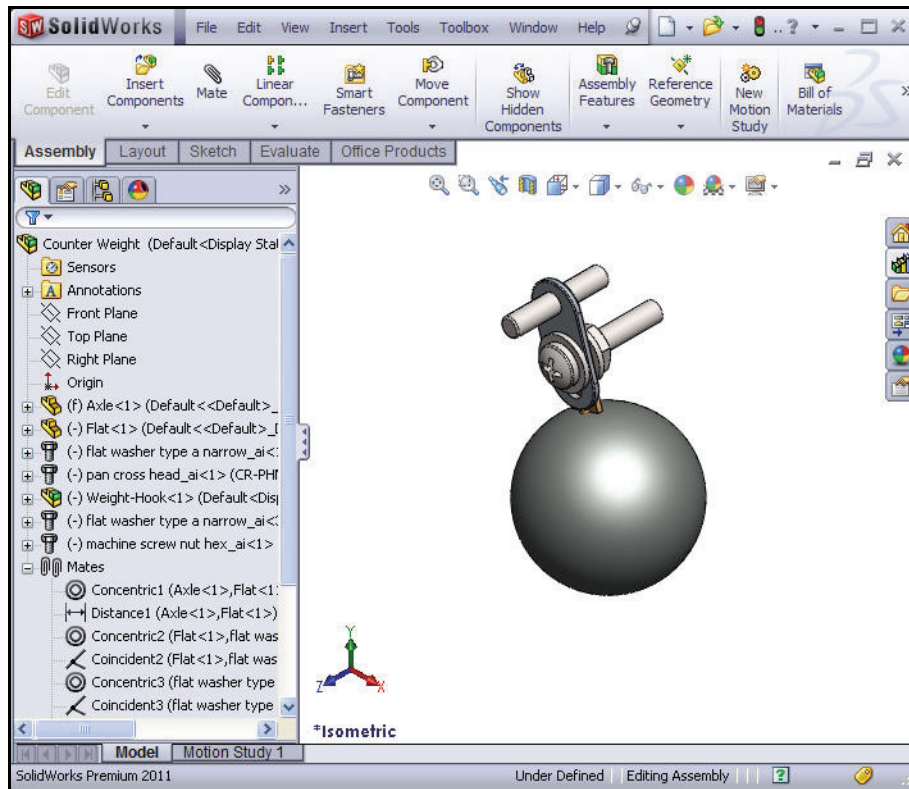 SolidWorks File Edit View Insert Tools Toolbox Window Help
Edit Component
Insert Components
Mate
Linear Compon...
Smart Fasteners
Move Component
Show Hidden Components
Assembly Features
Reference Geometry
New Motion Study
Bill of Materials
Assembly Layout Sketch Evaluate Office Products
Counter Weight (Default<Display Sta
Sensors
Annotations
Front Plane
Top Plane
Right Plane
Origin
(f) Axle<1> (Default<<Default>_
(-) Flat<1> (Default<<Default>_D
(-) flat washer type a narrow_ai<
(-) pan cross head_ai<1> (CR-PH
(-) Weight-Hook<1> (Default<Disp
(-) flat washer type a narrow_ai<
(-) machine screw nut hex_ai<1>
Mates
Concentric1 (Axle<1>,Flat<1
Distance1 (Axle<1>,Flat<1>)
Concentric2 (Flat<1>,flat was
Coincident2 (Flat<1>,flat was
Concentric3 (flat washer type
Coincident3 (flat washer type
Y
Z X
*Isometric
Model Motion Study 1
SolidWorks Premium 2011 Under Defined Editing Assembly